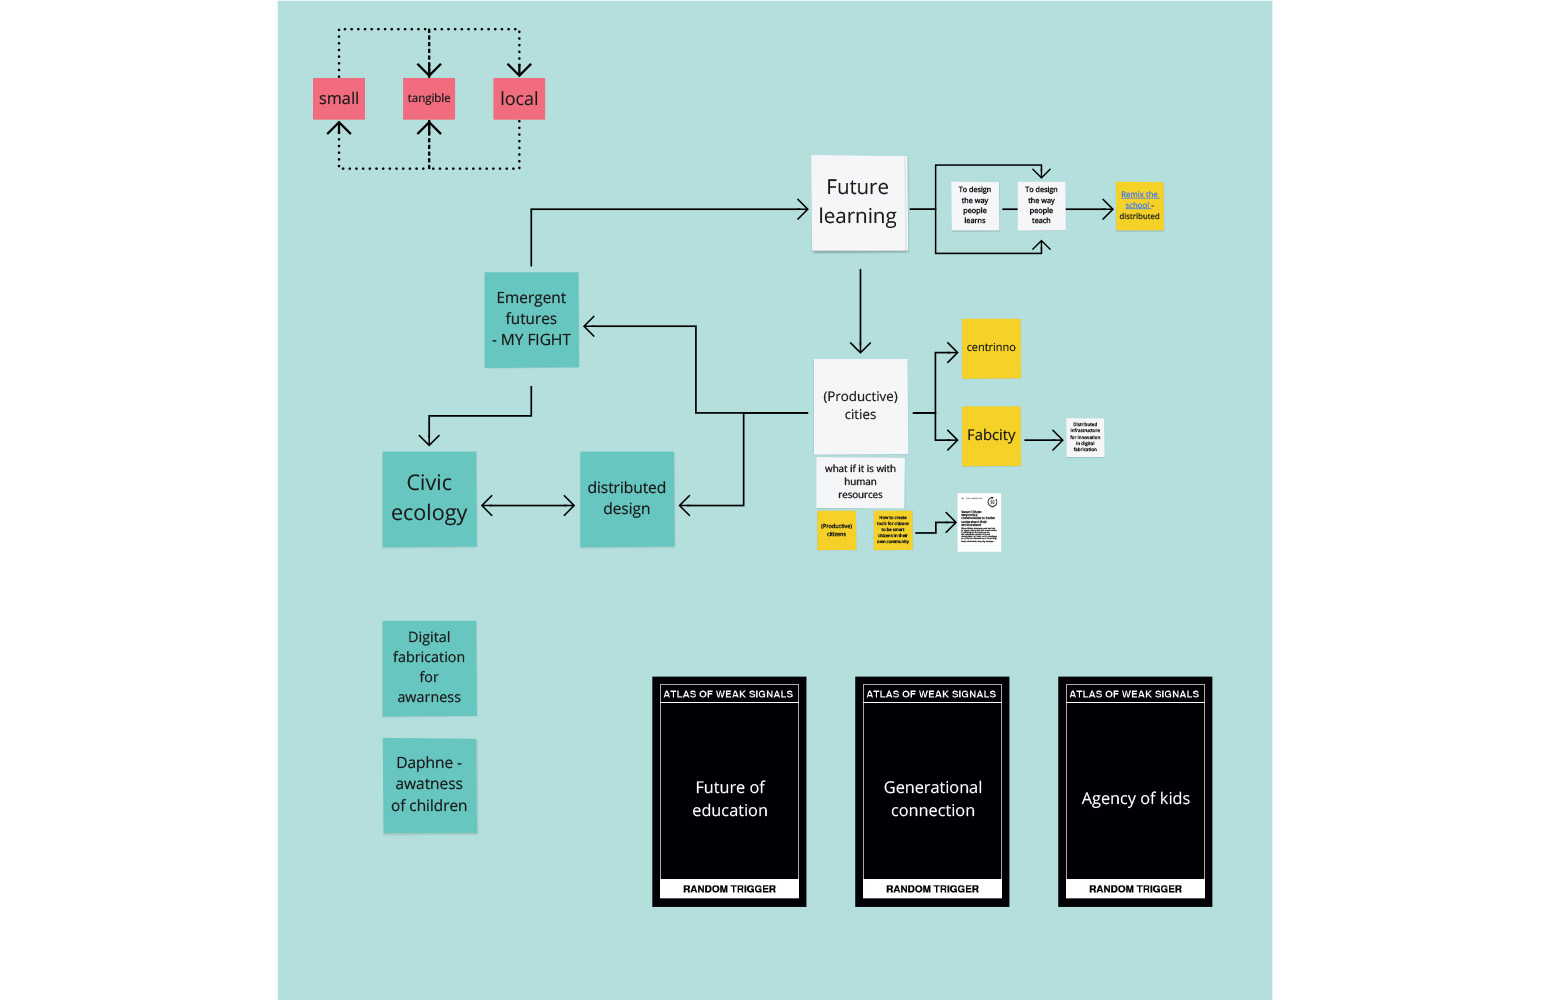 small
tangible
local
Future
learning
To design
the way
people
learns
To design
the way
people
teach
Remix the
school -
distributed
Emergent
futures
- MY FIGHT
(Productive)
cities
centrinno
Fabcity
Distributed
infrastructure
for innovation
in digital
fabrication
what if it is with
human
resources
(Productive)
citizens
How to create
tools for citizens
to be smart
citizens in their
own community
Civic
ecology
distributed
design
Digital
fabrication
for
awarness
Daphne -
awatness
of children
ATLAS OF WEAK SIGNALS
Future of
education
RANDOM TRIGGER
ATLAS OF WEAK SIGNALS
Generational
connection
RANDOM TRIGGER
ATLAS OF WEAK SIGNALS
Agency of kids
RANDOM TRIGGER